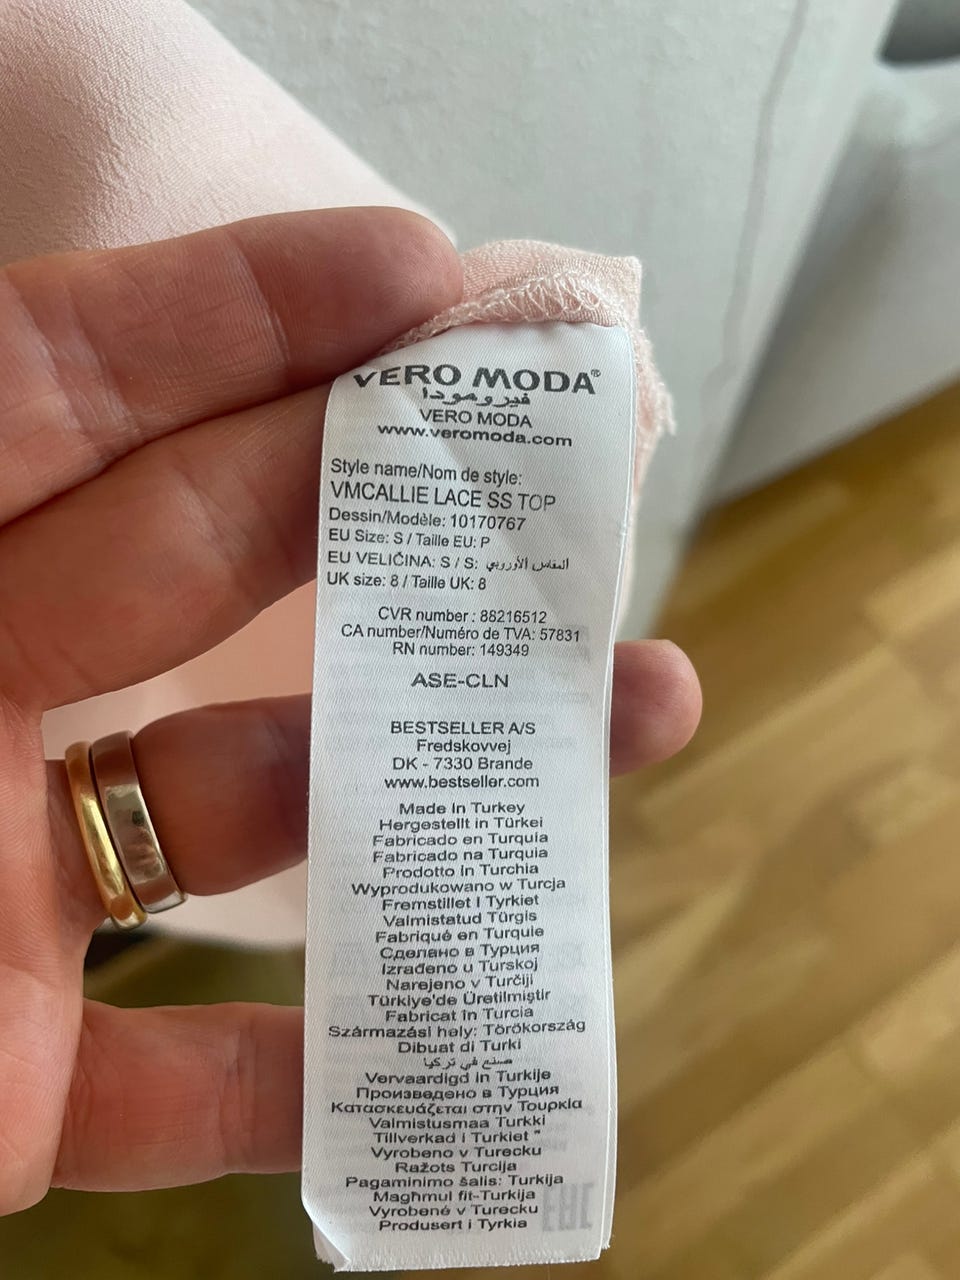 VERO MODA®
فيرومودا
VERO MODA
www.veromoda.com
Style name/Nom de style:
VMCALLIE LACE SS TOP
Dessin/Modèle: 10170767
EU Size: S / Taille EU: P
EU VELIČINA: S / S: المقاس الأوروبي
UK size: 8 / Taille UK: 8
CVR number : 88216512
CA number/Numéro de TVA: 57831
RN number: 149349
ASE-CLN
BESTSELLER A/S
Fredskovvej
DK - 7330 Brande
www.bestseller.com
Made In Turkey
Hergestellt in Türkei
Fabricado en Turquía
Fabricado na Turquia
Prodotto In Turchia
Wyprodukowano w Turcja
Fremstillet I Tyrkiet
Valmistatud Türgis
Fabriqué en Turquie
Сделано в Турция
Izrađeno u Turskoj
Narejeno v Turčiji
Türkiye'de Üretilmiştir
Fabricat în Turcia
Származási hely: Törökország
Dibuat di Turki
صنع في تركيا
Vervaardigd in Turkije
Произведено в Турция
Κατασκευάζεται στην Τουρκία
Valmistusmaa Turkki
Tillverkad i Turkiet
Vyrobeno v Turecku
Ražots Turcija
Pagaminimo šalis: Turkija
Magħmul fit-Turkija
Vyrobené v Turecku
Produsert i Tyrkia